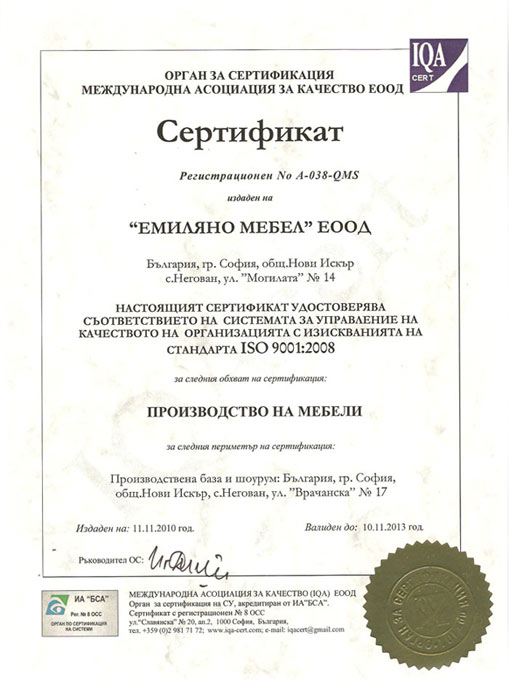 IQA
CERT
ОРГАН ЗА СЕРТИФИКАЦИЯ
МЕЖДУНАРОДНА АСОЦИАЦИЯ ЗА КАЧЕСТВО ЕООД
Сертификат
Регистрационен No А-038-QMS
издаден на
“ЕМИЛЯНО МЕБЕЛ” ЕООД
България, гр. София, общ.Нови Искър
с.Негован, ул. ”Могилата” № 14
НАСТОЯЩИЯТ СЕРТИФИКАТ УДОСТОВЕРЯВА
СЪОТВЕТСТВИЕТО НА СИСТЕМАТА ЗА УПРАВЛЕНИЕ НА
КАЧЕСТВОТО НА ОРГАНИЗАЦИЯТА С ИЗИСКВАНИЯТА НА
СТАНДАРТА ISO 9001:2008
за следния обхват на сертификация:
ПРОИЗВОДСТВО НА МЕБЕЛИ
за следния периметър на сертификация:
Производствена база и шоурум: България, гр. София,
общ.Нови Искър, с.Негован, ул. ”Врачанска” № 17
Издаден на: 11.11.2010 год.
Валиден до: 10.11.2013 год.
Ръководител ОС:
ИА “БСА”
Рег. № 8 ОСС
ОРГАН ПО СЕРТИФИКАЦИЯ
НА СИСТЕМИ
МЕЖДУНАРОДНА АСОЦИАЦИЯ ЗА КАЧЕСТВО (IQA) ЕООД
Орган за сертификация на СУ, акредитиран от ИА”БСА”.
Сертификат с регистрационен № 8 ОСС
ул.”Славянска” № 20, ап.2, 1000 София, България,
тел. +359 (0)2 981 71 72; www.iqa-cert.com; e-mail: iqacert@gmail.com